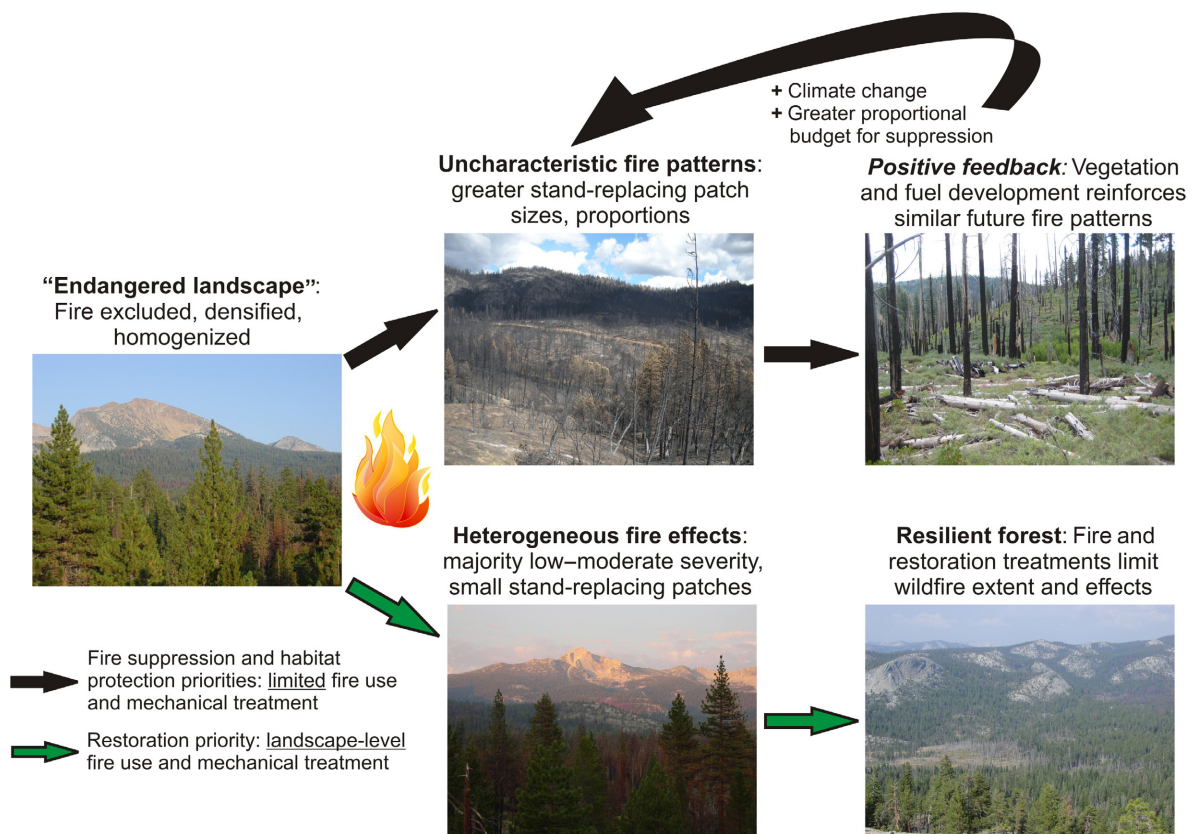 + Climate change
+ Greater proportional
budget for suppression
Uncharacteristic fire patterns:
greater stand-replacing patch
sizes, proportions
Positive feedback: Vegetation
and fuel development reinforces
similar future fire patterns
“Endangered landscape”:
Fire excluded, densified,
homogenized
Heterogeneous fire effects:
majority low–moderate severity,
small stand-replacing patches
Resilient forest: Fire and
restoration treatments limit
wildfire extent and effects
Fire suppression and habitat
protection priorities: limited fire use
and mechanical treatment
Restoration priority: landscape-level
fire use and mechanical treatment